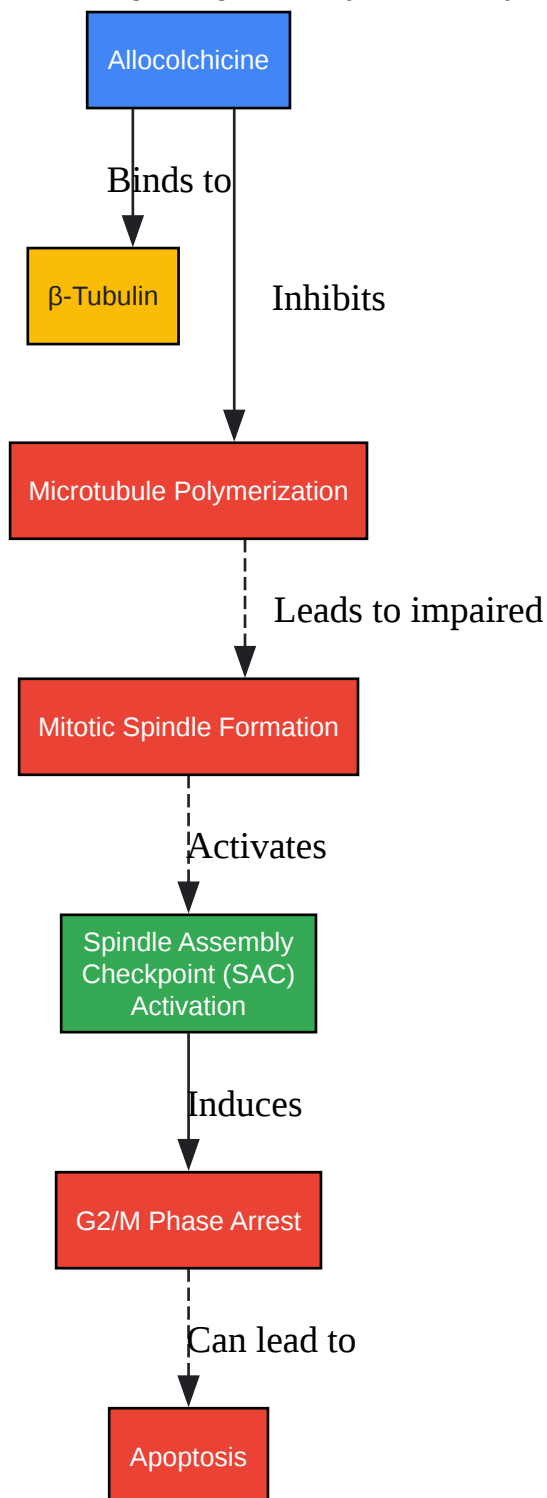 Allocolchicine
Binds to
β-Tubulin
Inhibits
Microtubule Polymerization
Leads to impaired
Mitotic Spindle Formation
Activates
Spindle Assembly
Checkpoint (SAC)
Activation
Induces
G2/M Phase Arrest
Can lead to
Apoptosis